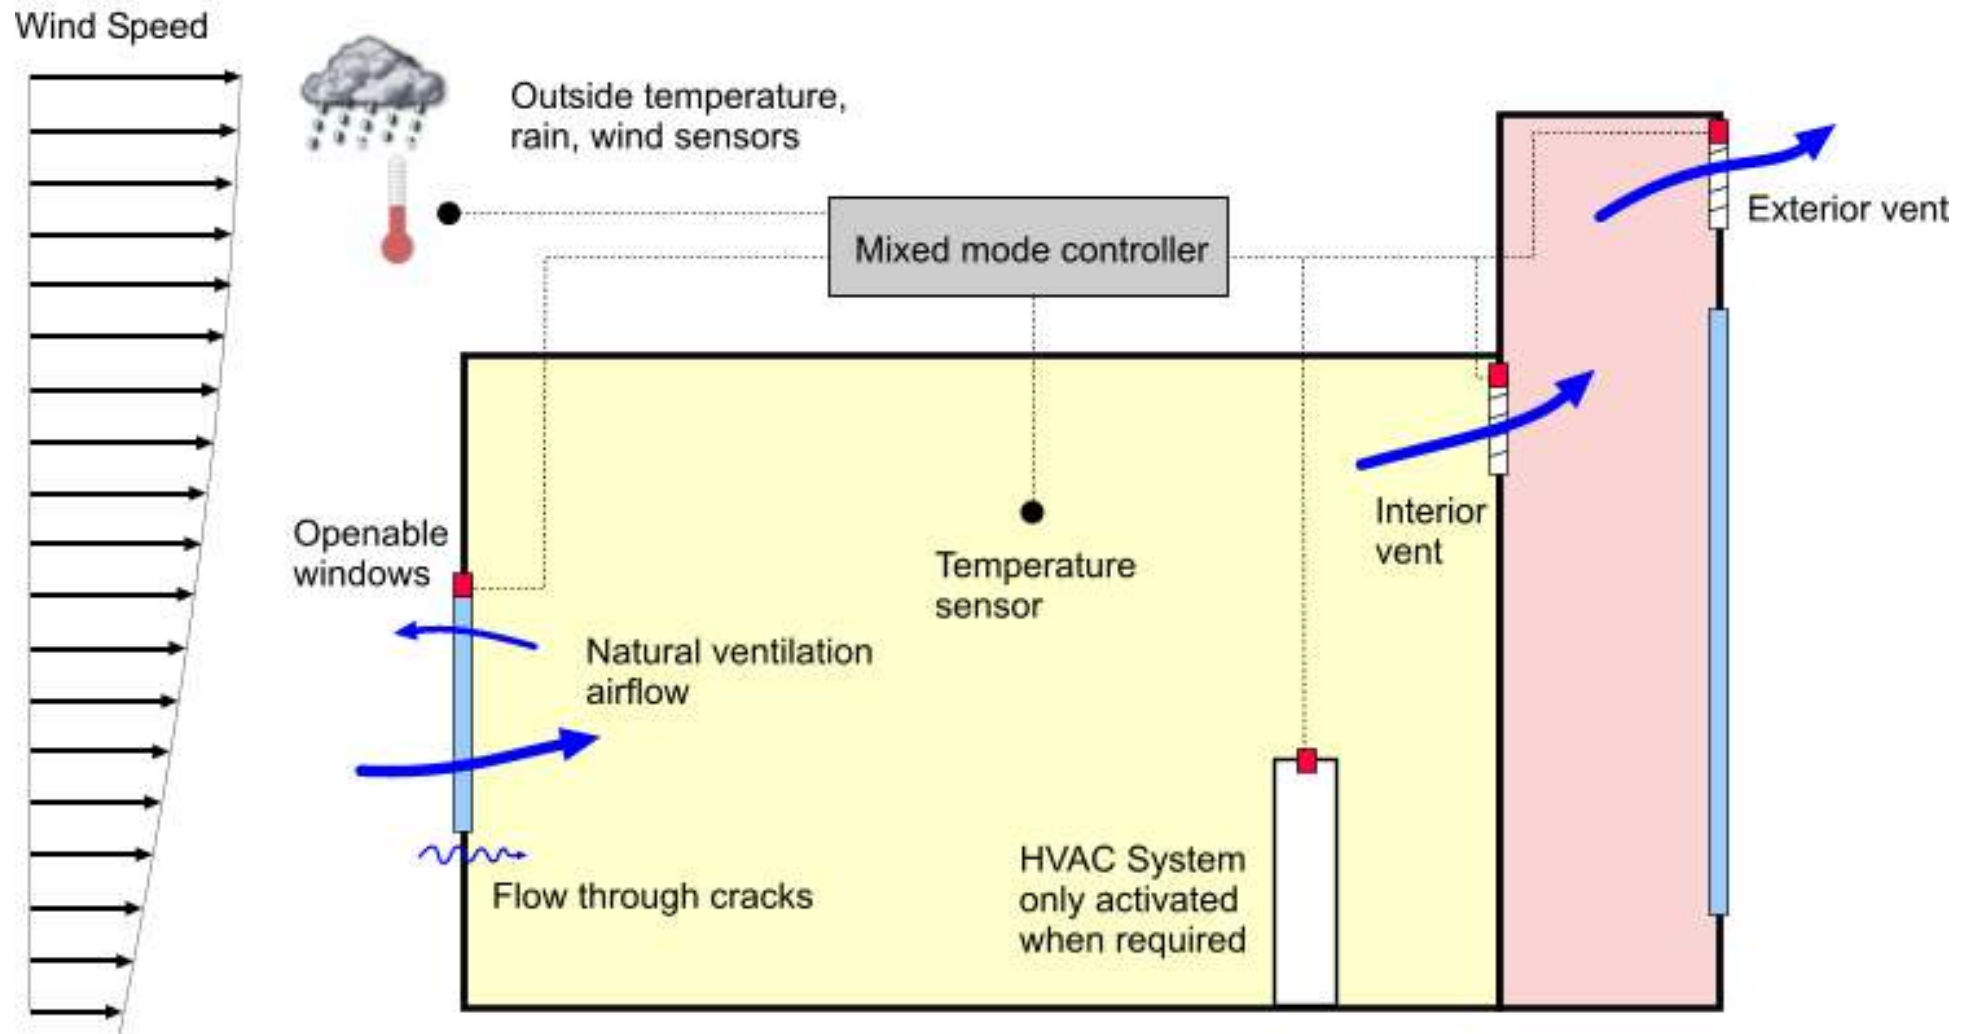 Wind Speed
Outside temperature,
rain, wind sensors
Mixed mode controller
Exterior vent
Openable
windows
Interior
vent
Temperature
sensor
Natural ventilation
airflow
Flow through cracks
HVAC System
only activated
when required